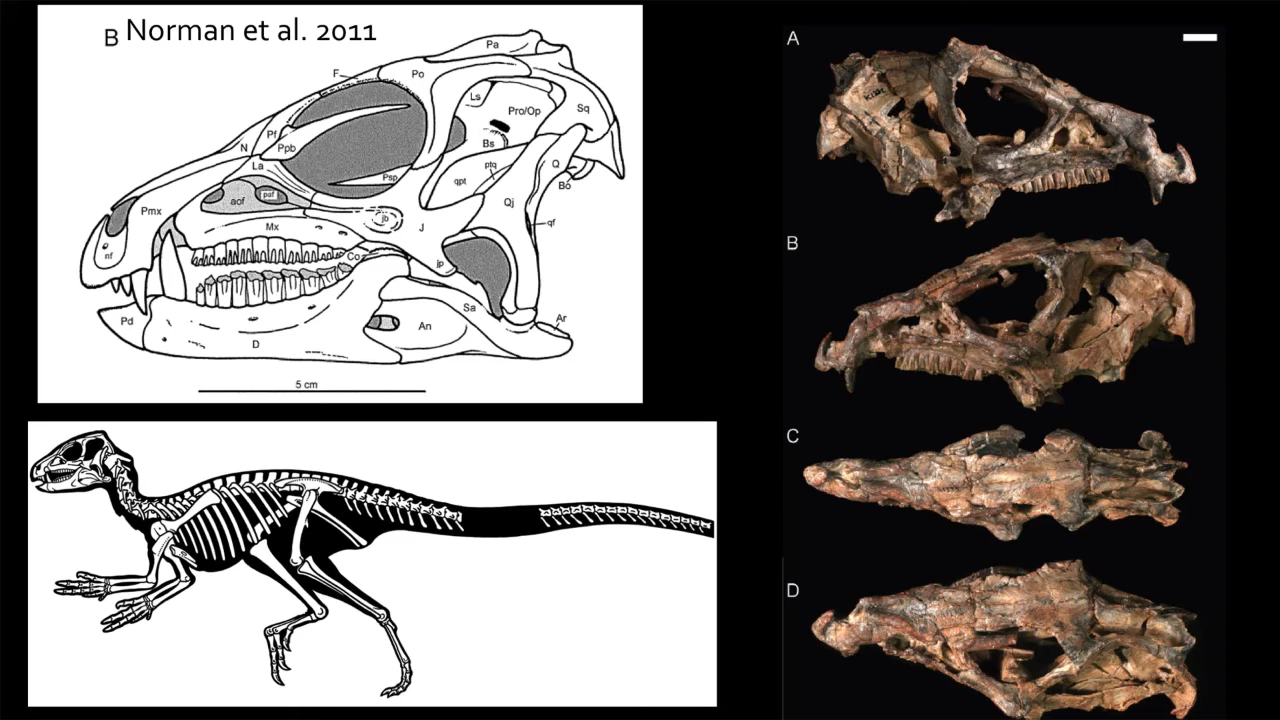 B Norman et al. 2011
Pa
F
Po
Ls
Pro/Op
Sq
Pf
N
Ppb
Bs
La
ptq
Q
Psp
qpt
Bo
aof
paf
Pmx
Qj
jb
J
qf
Mx
nf
Co
jp
Sa
Pd
An
Ar
D
5 cm
A
B
C
D